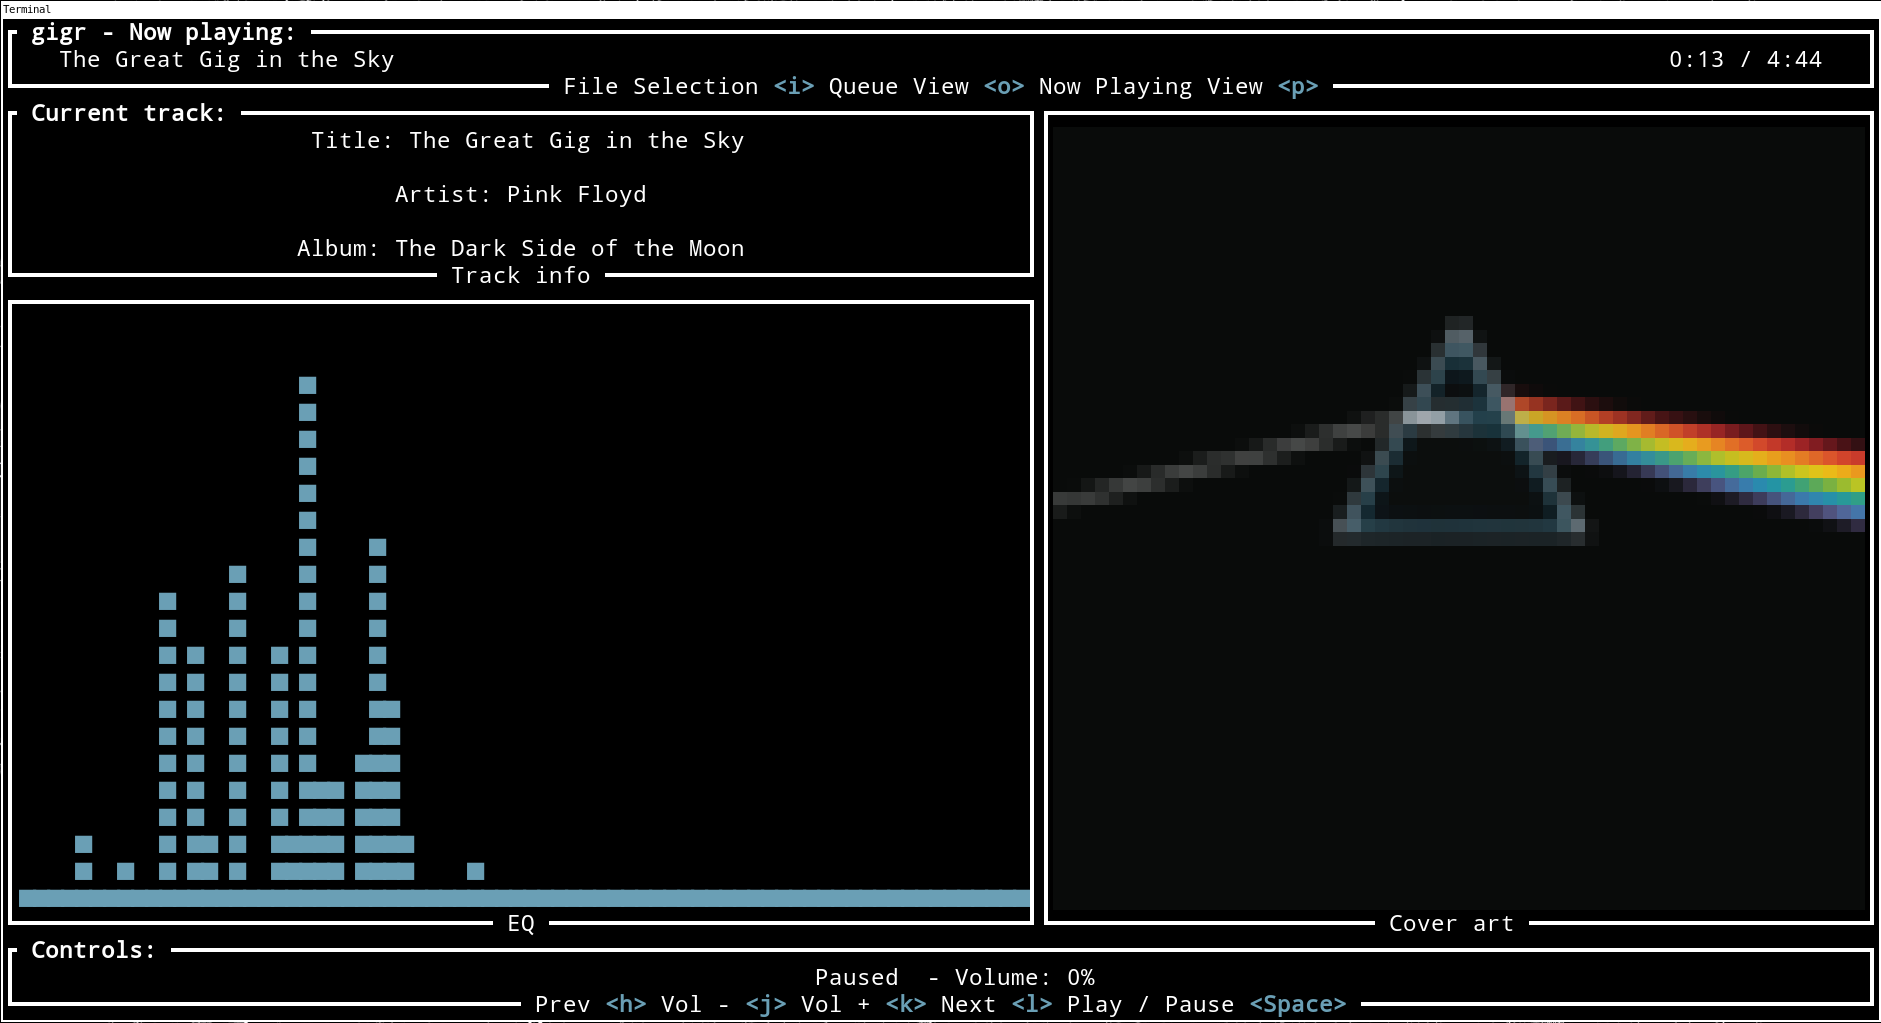 Terminal
gigr - Now playing:
The Great Gig in the Sky 0:13 / 4:44
File Selection <i> Queue View <o> Now Playing View <p>
Current track:
Title: The Great Gig in the Sky
Artist: Pink Floyd
Album: The Dark Side of the Moon
Track info
EQ
Cover art
Controls:
Paused - Volume: 0%
Prev <h> Vol - <j> Vol + <k> Next <l> Play / Pause <Space>